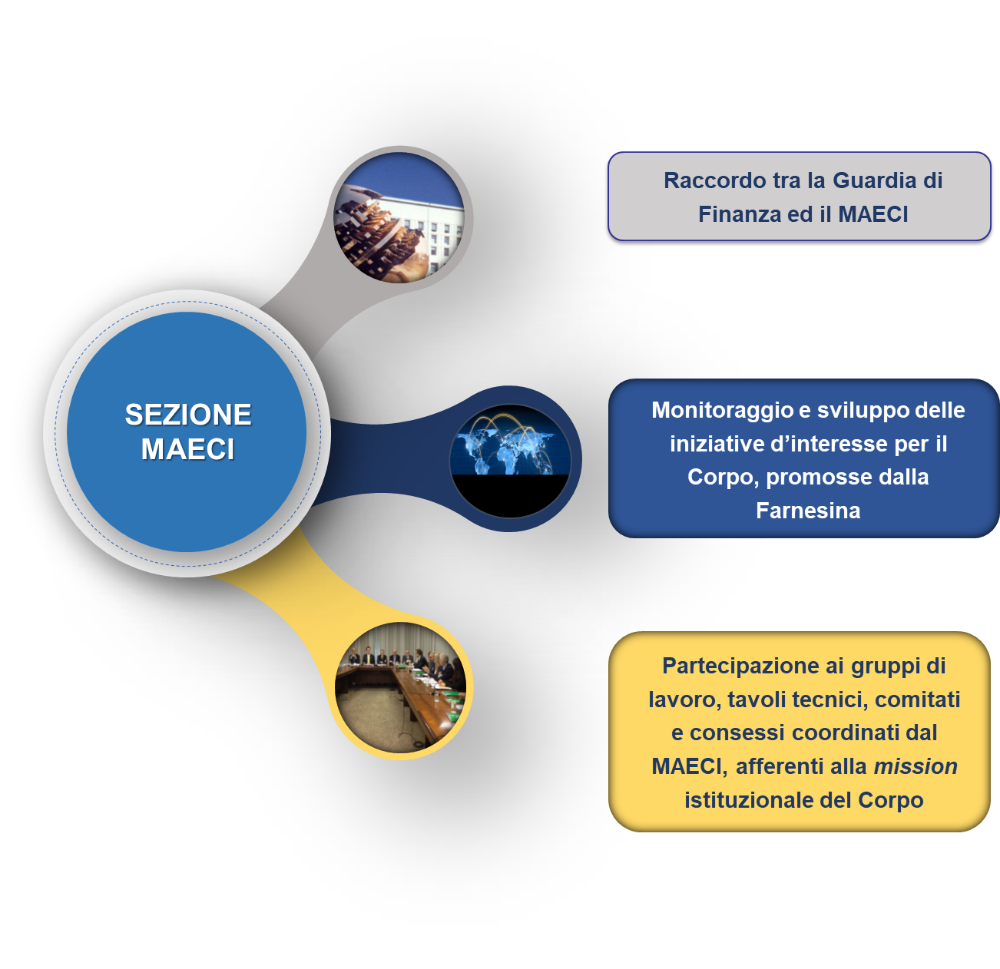 SEZIONE
MAECI
Raccordo tra la Guardia di
Finanza ed il MAECI
Monitoraggio e sviluppo delle
iniziative d’interesse per il
Corpo, promosse dalla
Farnesina
Partecipazione ai gruppi di
lavoro, tavoli tecnici, comitati
e consessi coordinati dal
MAECI, afferenti alla mission
istituzionale del Corpo